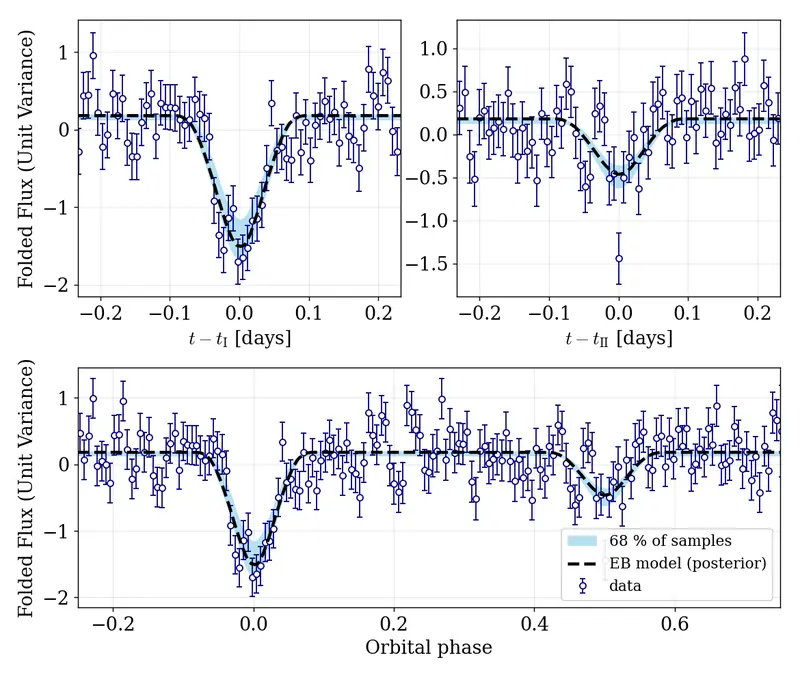 Folded Flux (Unit Variance)
1
0
−1
−2
−0.2 −0.1 0.0 0.1 0.2
t − tI [days]
1.0
0.5
0.0
−0.5
−1.0
−1.5
−0.2 −0.1 0.0 0.1 0.2
t − tII [days]
Folded Flux (Unit Variance)
1
0
−1
−2
68 % of samples
EB model (posterior)
data
−0.2 0.0 0.2 0.4 0.6
Orbital phase